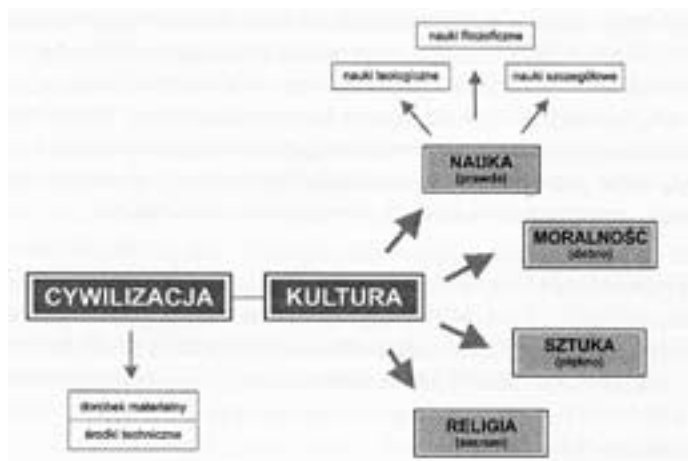 nauki filozoficzne
nauki teologiczne
nauki szczegółowe
NAUKA
(prawda)
MORALNOŚĆ
(dobro)
CYWILIZACJA
KULTURA
SZTUKA
(piękno)
dorobek materialny
środki techniczne
RELIGIA
(sacrum)